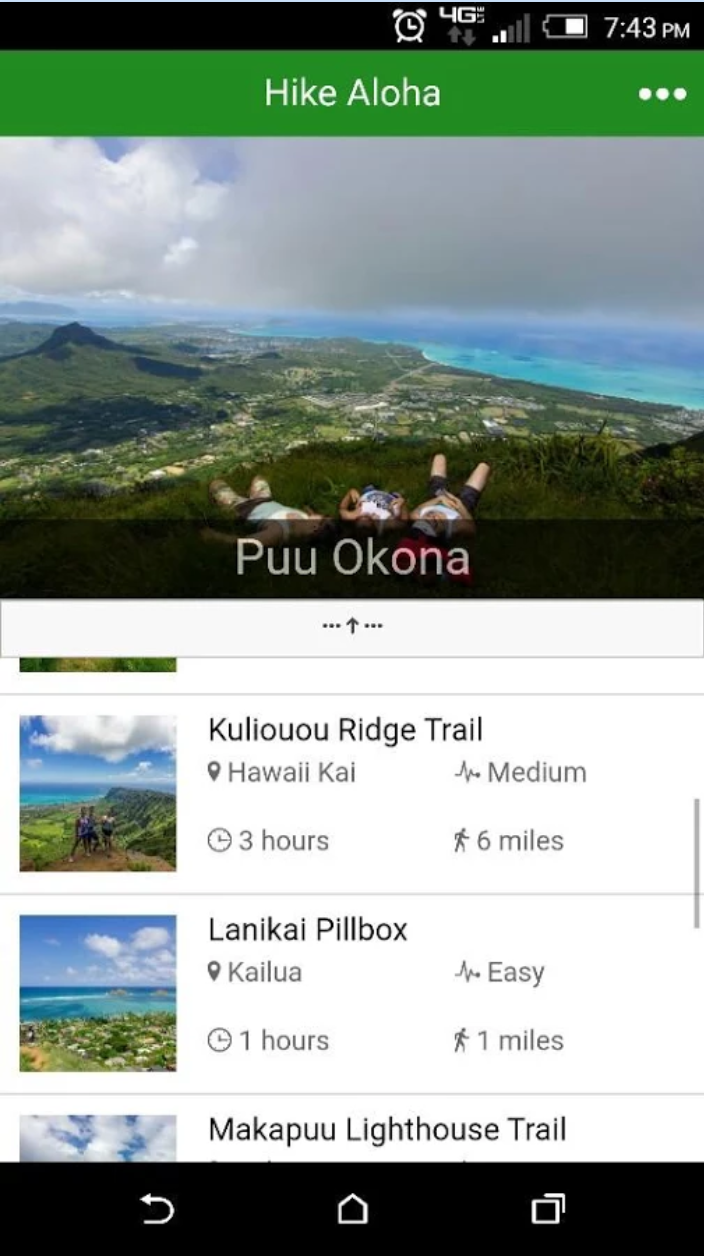 4G LTE 7:43 PM
Hike Aloha
Puu Okona
Kuliouou Ridge Trail
Hawaii Kai Medium
3 hours 6 miles
Lanikai Pillbox
Kailua Easy
1 hours 1 miles
Makapuu Lighthouse Trail